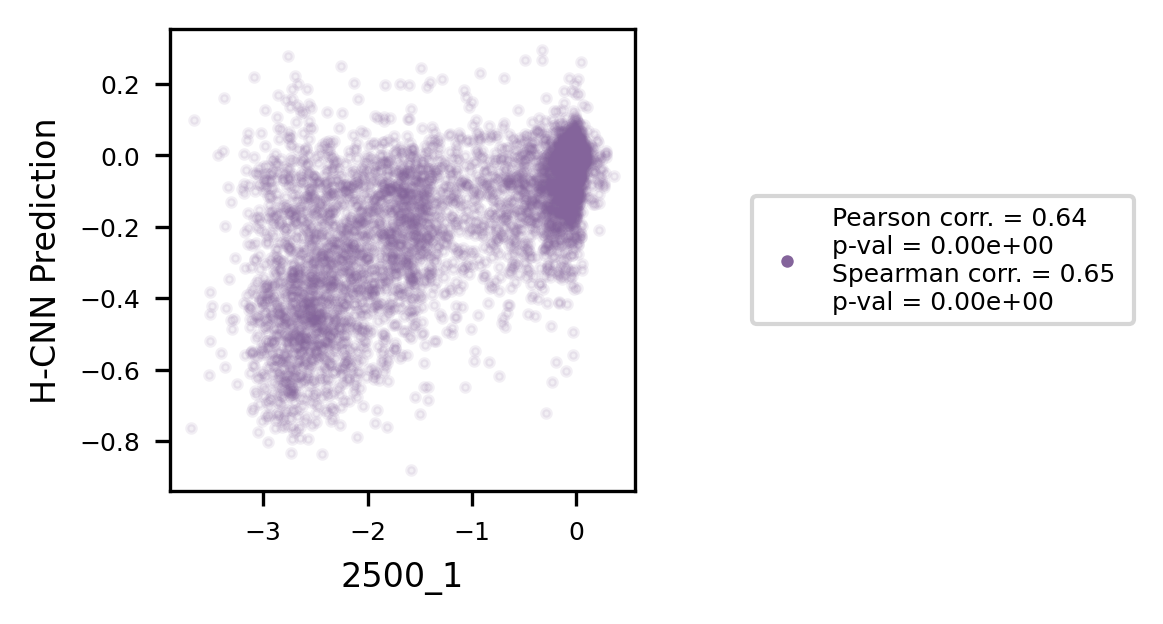 H-CNN Prediction
0.2
0.0
−0.2
−0.4
−0.6
−0.8
−3
−2
−1
0
2500_1
Pearson corr. = 0.64
p-val = 0.00e+00
Spearman corr. = 0.65
p-val = 0.00e+00